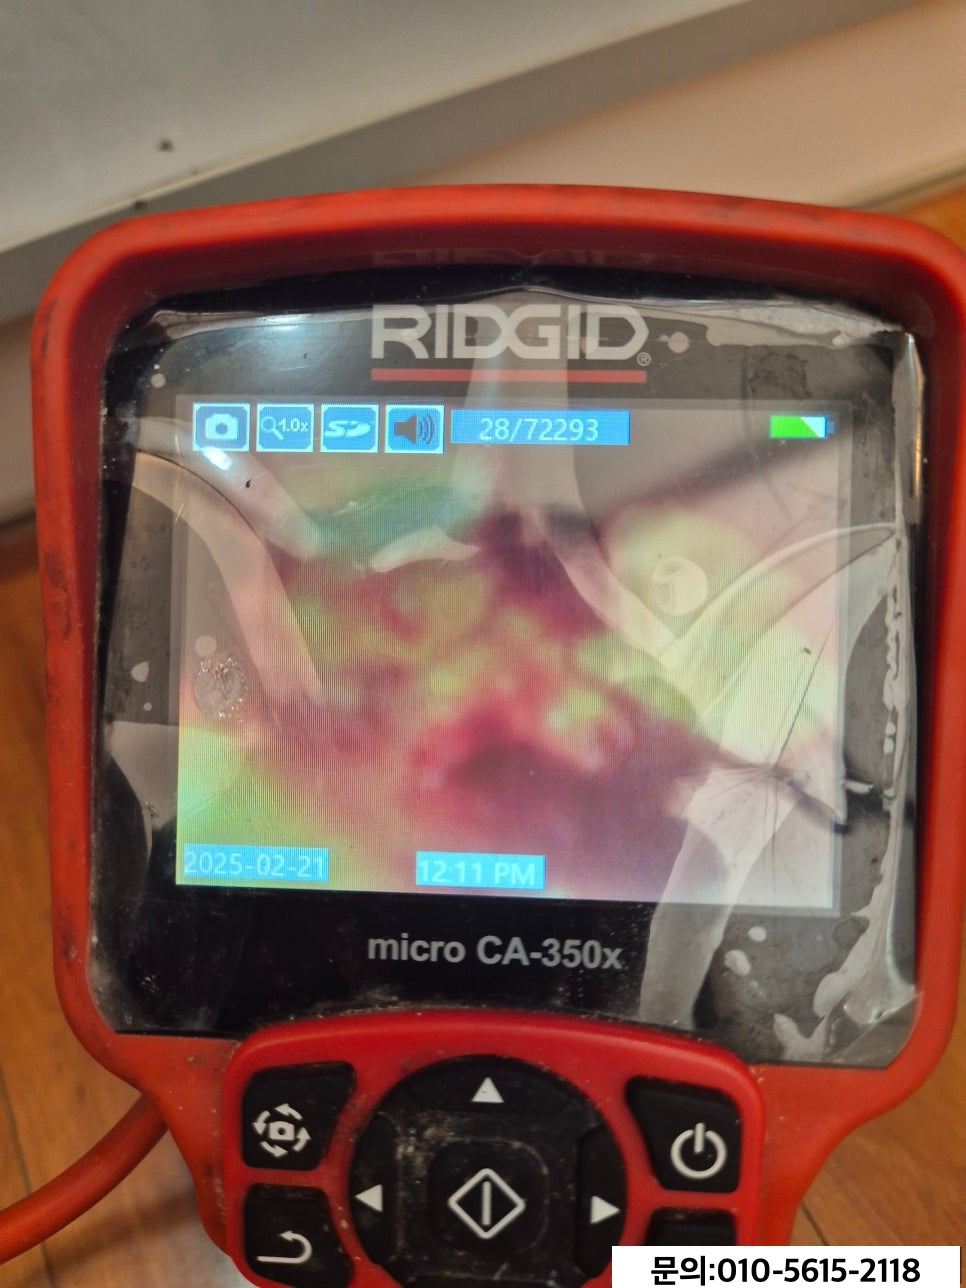 RIDGID®
1.0x
SD
28/72293
2025-02-21
12:11 PM
micro CA-350x
문의:010-5615-2118